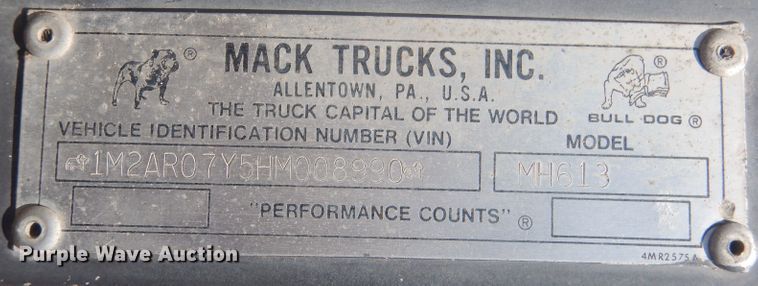 MACK TRUCKS, INC.
ALLENTOWN, PA., U.S.A.
THE TRUCK CAPITAL OF THE WORLD
BULL DOG ®
VEHICLE IDENTIFICATION NUMBER (VIN)
MODEL
1M2AR07Y5HM008990
MH613
"PERFORMANCE COUNTS" ®
4MR2575A
Purple Wave Auction